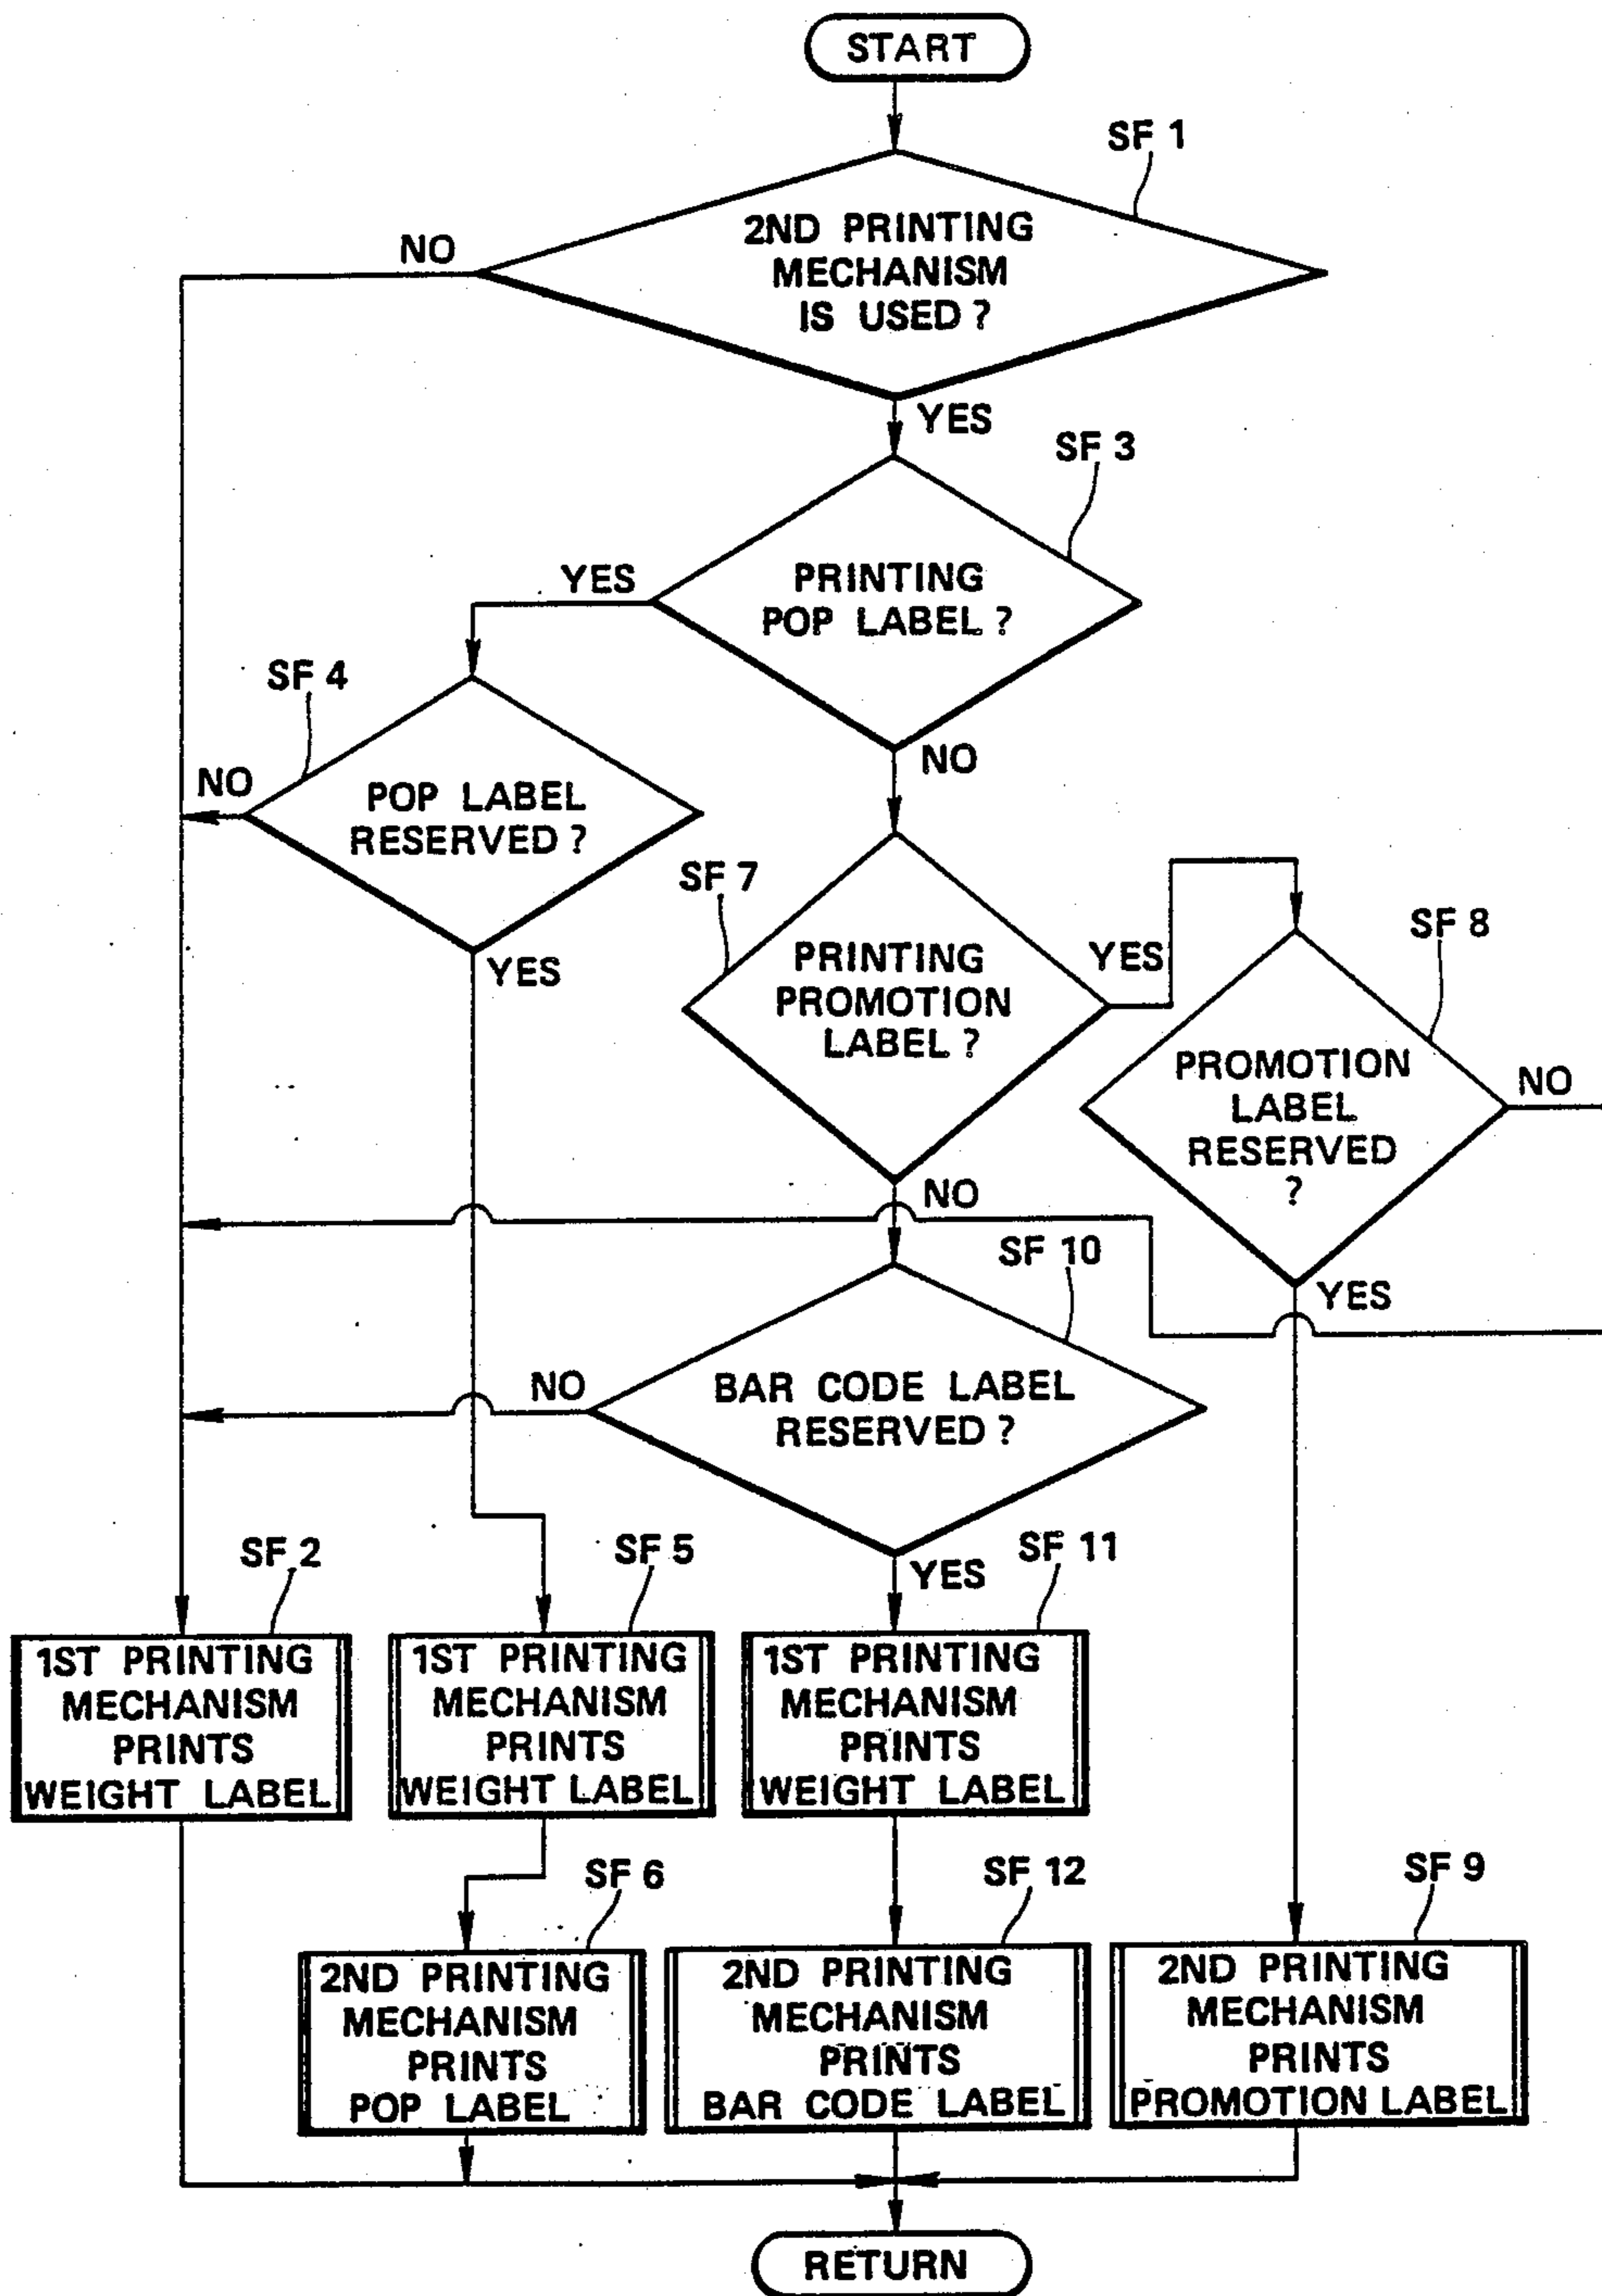 START
SF 1
2ND PRINTING
MECHANISM
IS USED ?
NO
YES
SF 3
PRINTING
POP LABEL ?
YES
NO
SF 4
POP LABEL
RESERVED ?
NO
YES
SF 7
PRINTING
PROMOTION
LABEL ?
YES
NO
SF 8
PROMOTION
LABEL
RESERVED
?
NO
YES
SF 10
BAR CODE LABEL
RESERVED ?
NO
YES
SF 2
1ST PRINTING
MECHANISM
PRINTS
WEIGHT LABEL
SF 5
1ST PRINTING
MECHANISM
PRINTS
WEIGHT LABEL
SF 11
1ST PRINTING
MECHANISM
PRINTS
WEIGHT LABEL
SF 6
2ND PRINTING
MECHANISM
PRINTS
POP LABEL
SF 12
2ND PRINTING
MECHANISM
PRINTS
BAR CODE LABEL
SF 9
2ND PRINTING
MECHANISM
PRINTS
PROMOTION LABEL
RETURN